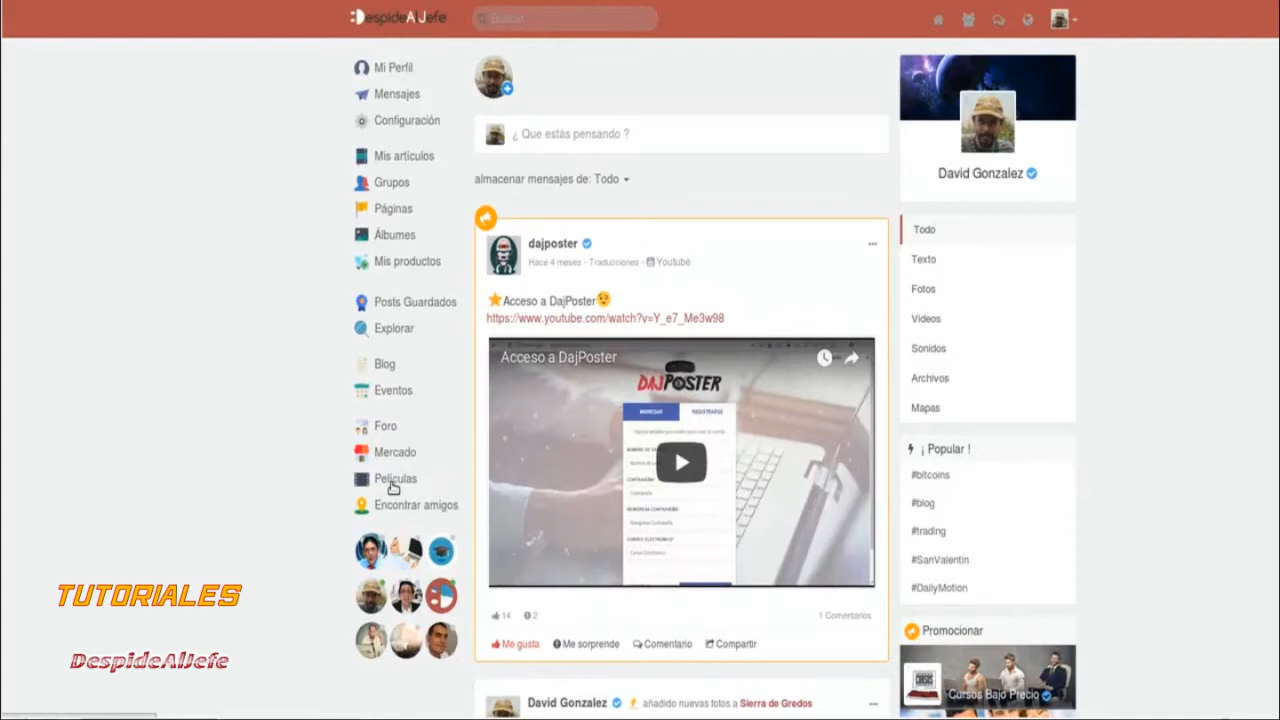 DespideAlJefe
Buscar
Mi Perfil
Mensajes
Configuración
Mis artículos
Grupos
Páginas
Álbumes
Mis productos
Posts Guardados
Explorar
Blog
Eventos
Foro
Mercado
Películas
Encontrar amigos
TUTORIALES
DespideAlJefe
¿ Que estás pensando ?
almacenar mensajes de: Todo
dajposter
Hace 4 meses - Traducciones - Youtube
Acceso a DajPoster
https://www.youtube.com/watch?v=Y_e7_Me3w98
Acceso a DajPoster
DAJPOSTER
INGRESAR REGISTRARSE
14 2 1 Comentarios
Me gusta Me sorprende Comentario Compartir
David Gonzalez añadido nuevas fotos a Sierra de Gredos
David Gonzalez
Todo
Texto
Fotos
Videos
Sonidos
Archivos
Mapas
¡ Popular !
#bitcoins
#blog
#trading
#SanValentin
#DailyMotion
Promocionar
CURSOS
Cursos Bajo Precio